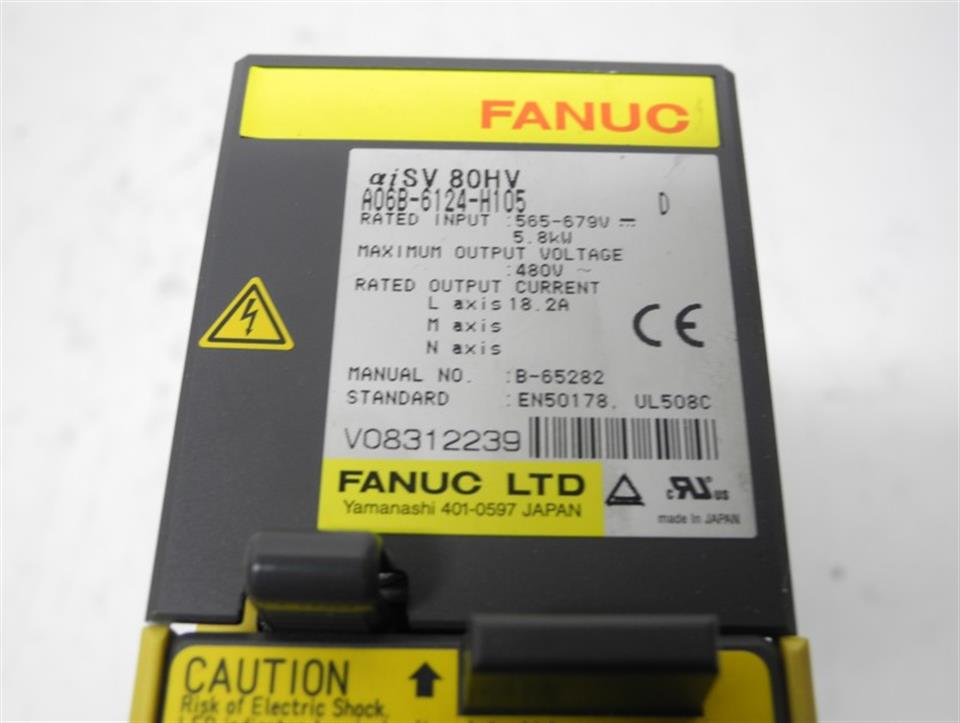 FANUC
αiSV 80HV
A06B-6124-H105 D
RATED INPUT :565-679V ⎓
5.8kW
MAXIMUM OUTPUT VOLTAGE
:480V ~
RATED OUTPUT CURRENT
L axis 18.2A
M axis
N axis
CE
MANUAL NO. :B-65282
STANDARD :EN50178, UL508C
V08312239
FANUC LTD
Yamanashi 401-0597 JAPAN
c RU us
made in JAPAN
CAUTION
Risk of Electric Shock.